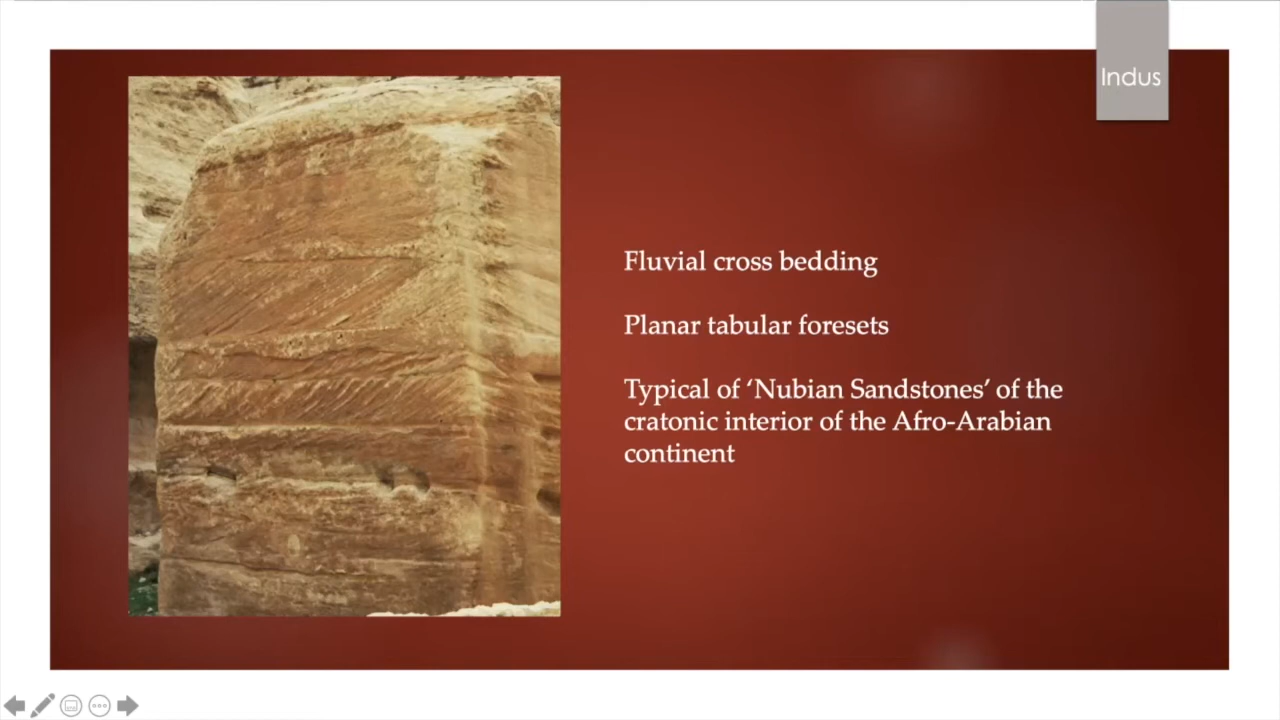 Indus
Fluvial cross bedding
Planar tabular foresets
Typical of ‘Nubian Sandstones’ of the
cratonic interior of the Afro-Arabian
continent